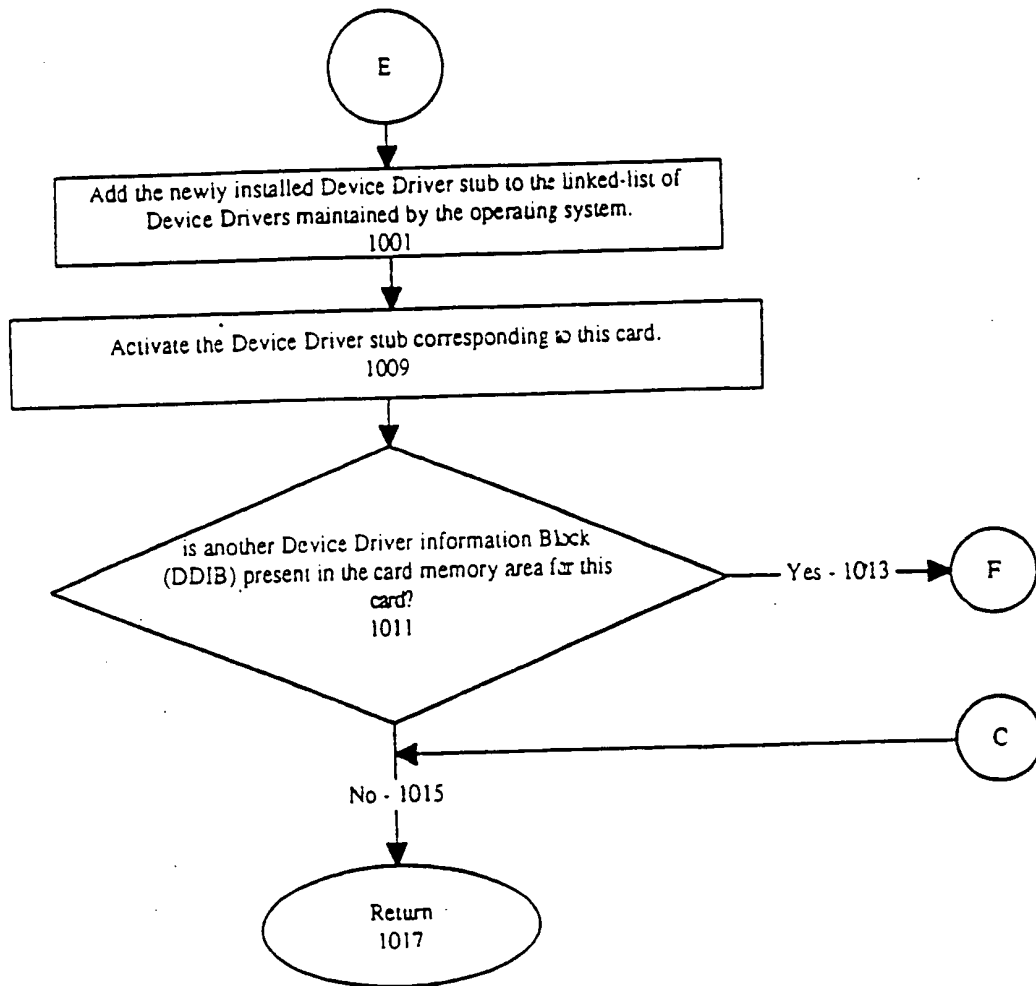 E
Add the newly installed Device Driver stub to the linked-list of
Device Drivers maintained by the operating system.
1001
Activate the Device Driver stub corresponding to this card.
1009
is another Device Driver information Block
(DDIB) present in the card memory area for this
card?
1011
Yes - 1013
F
C
No - 1015
Return
1017